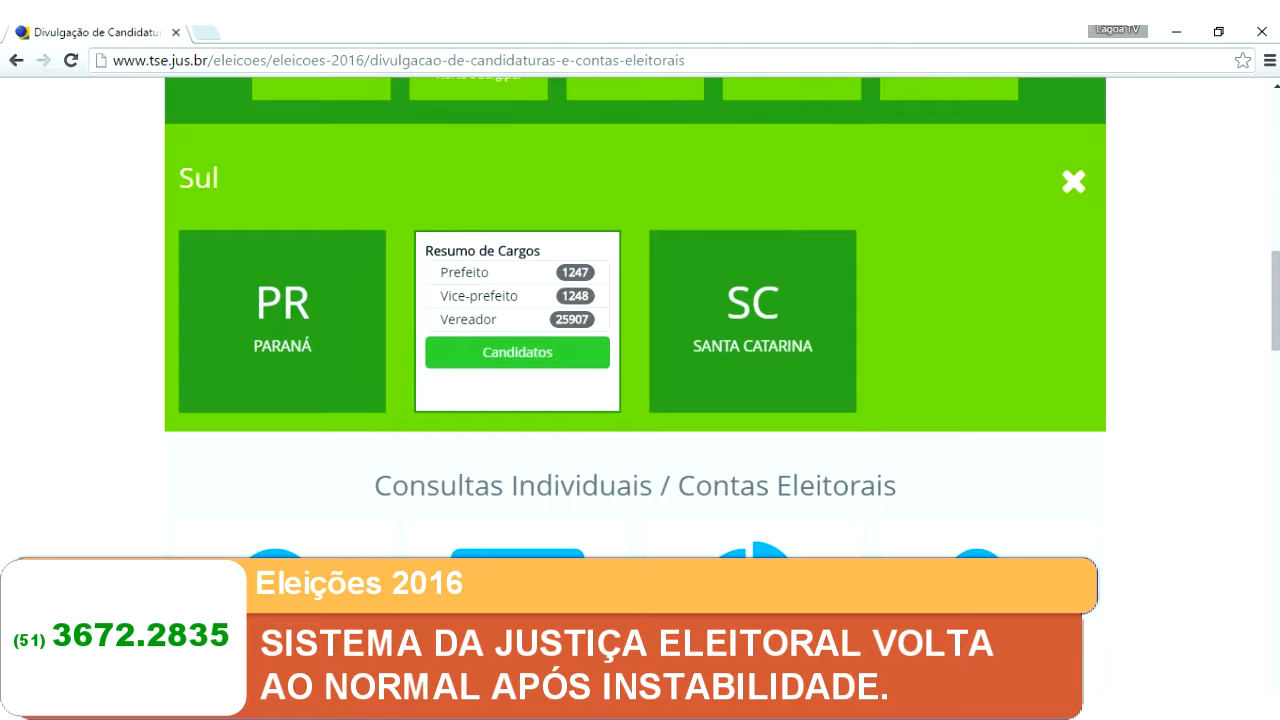 Divulgação de Candidatu
Lagoa TV
www.tse.jus.br/eleicoes/eleicoes-2016/divulgacao-de-candidaturas-e-contas-eleitorais
Sul
PR
PARANÁ
Resumo de Cargos
Prefeito 1247
Vice-prefeito 1248
Vereador 25907
Candidatos
SC
SANTA CATARINA
Consultas Individuais / Contas Eleitorais
Eleições 2016
(51) 3672.2835
SISTEMA DA JUSTIÇA ELEITORAL VOLTA
AO NORMAL APÓS INSTABILIDADE.